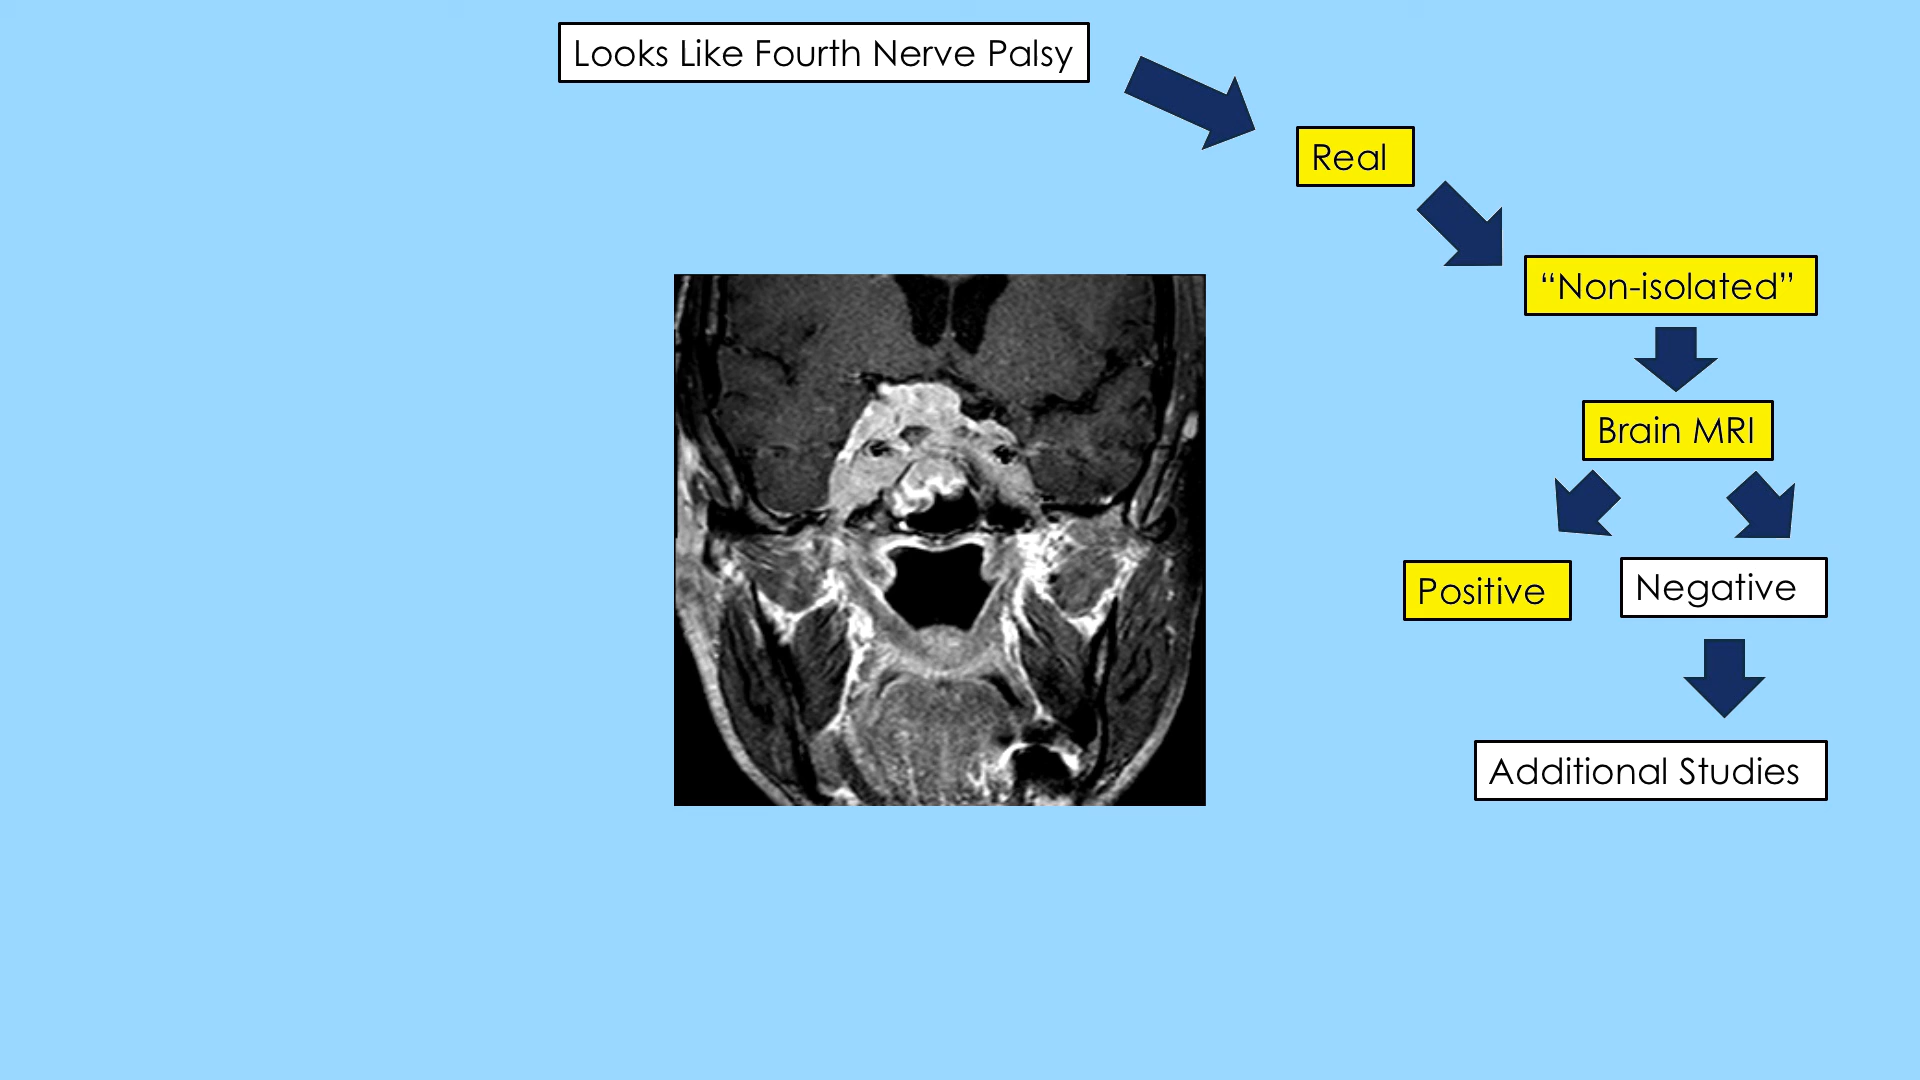 Looks Like Fourth Nerve Palsy
Real
“Non-isolated”
Brain MRI
Positive
Negative
Additional Studies